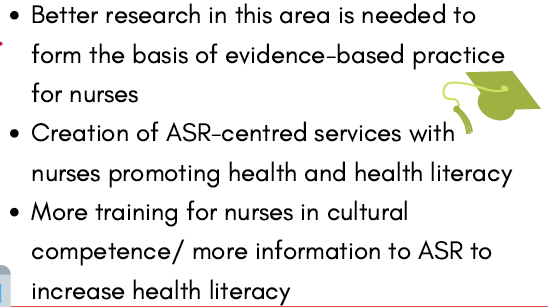 • Better research in this area is needed to
form the basis of evidence-based practice
for nurses
• Creation of ASR-centred services with
nurses promoting health and health literacy
• More training for nurses in cultural
competence/ more information to ASR to
increase health literacy